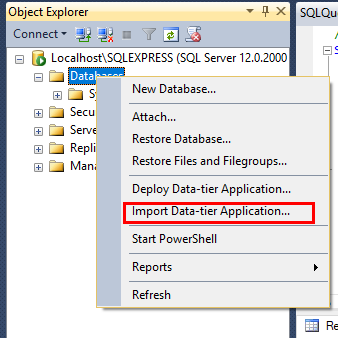 Object Explorer
SQLQu
Connect
Localhost\SQLEXPRESS (SQL Server 12.0.2000
Databases
Sy
Secu
Serve
Repli
Mana
New Database...
Attach...
Restore Database...
Restore Files and Filegroups...
Deploy Data-tier Application...
Import Data-tier Application...
Start PowerShell
Reports
Refresh
Re